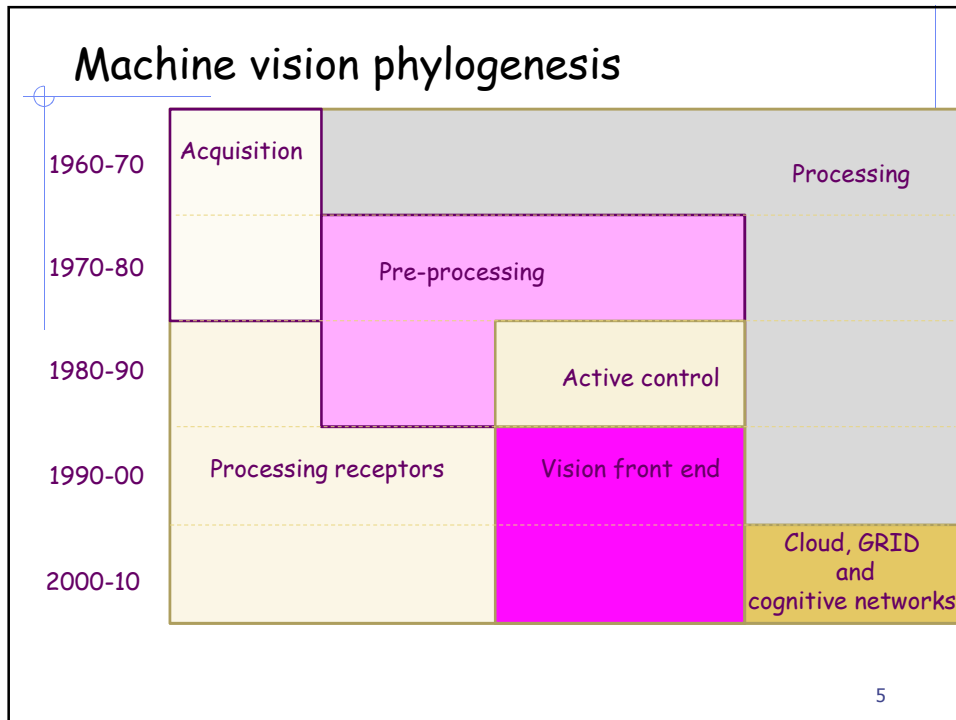 Machine vision phylogenesis
1960-70
Acquisition
Processing
1970-80
Pre-processing
1980-90
Active control
1990-00
Processing receptors
Vision front end
2000-10
Cloud, GRID
and
cognitive networks
5